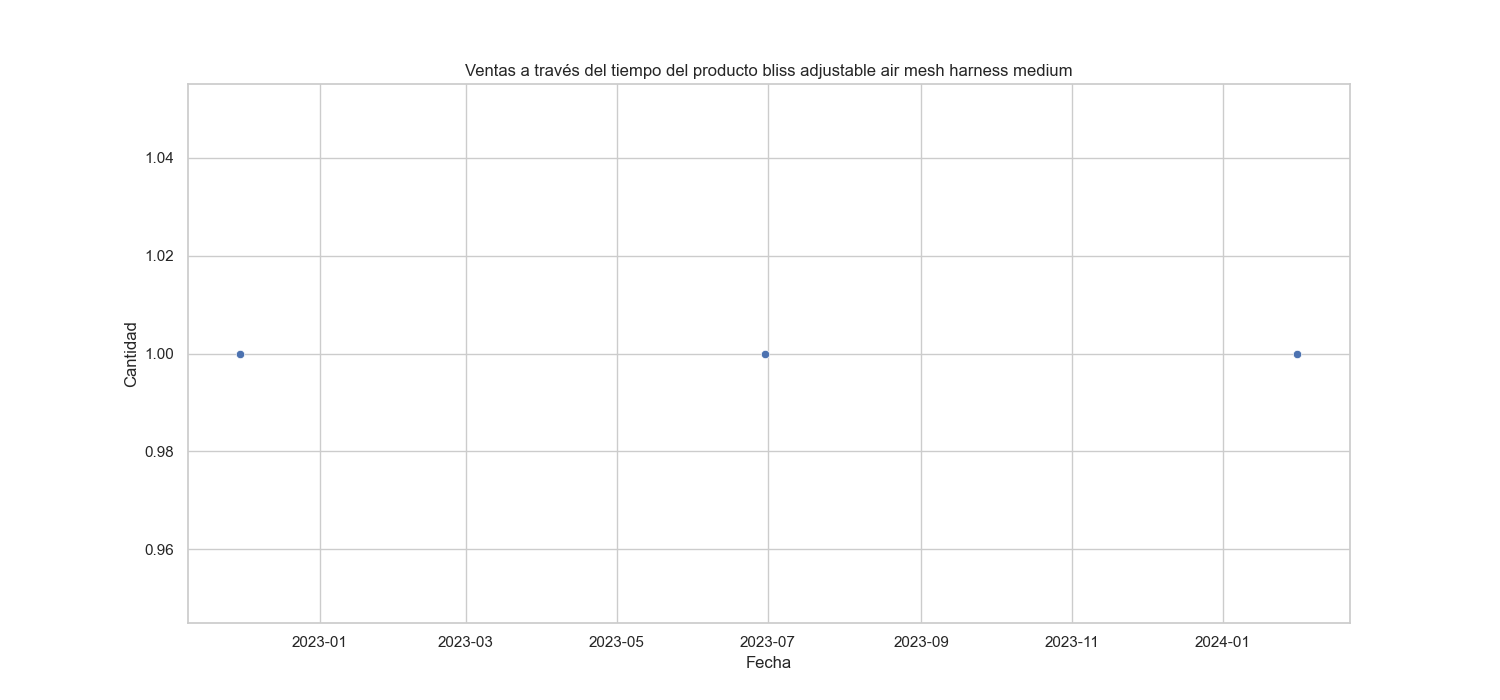 Ventas a través del tiempo del producto bliss adjustable air mesh harness medium
1.04
1.02
1.00
0.98
0.96
Cantidad
2023-01 2023-03 2023-05 2023-07 2023-09 2023-11 2024-01
Fecha